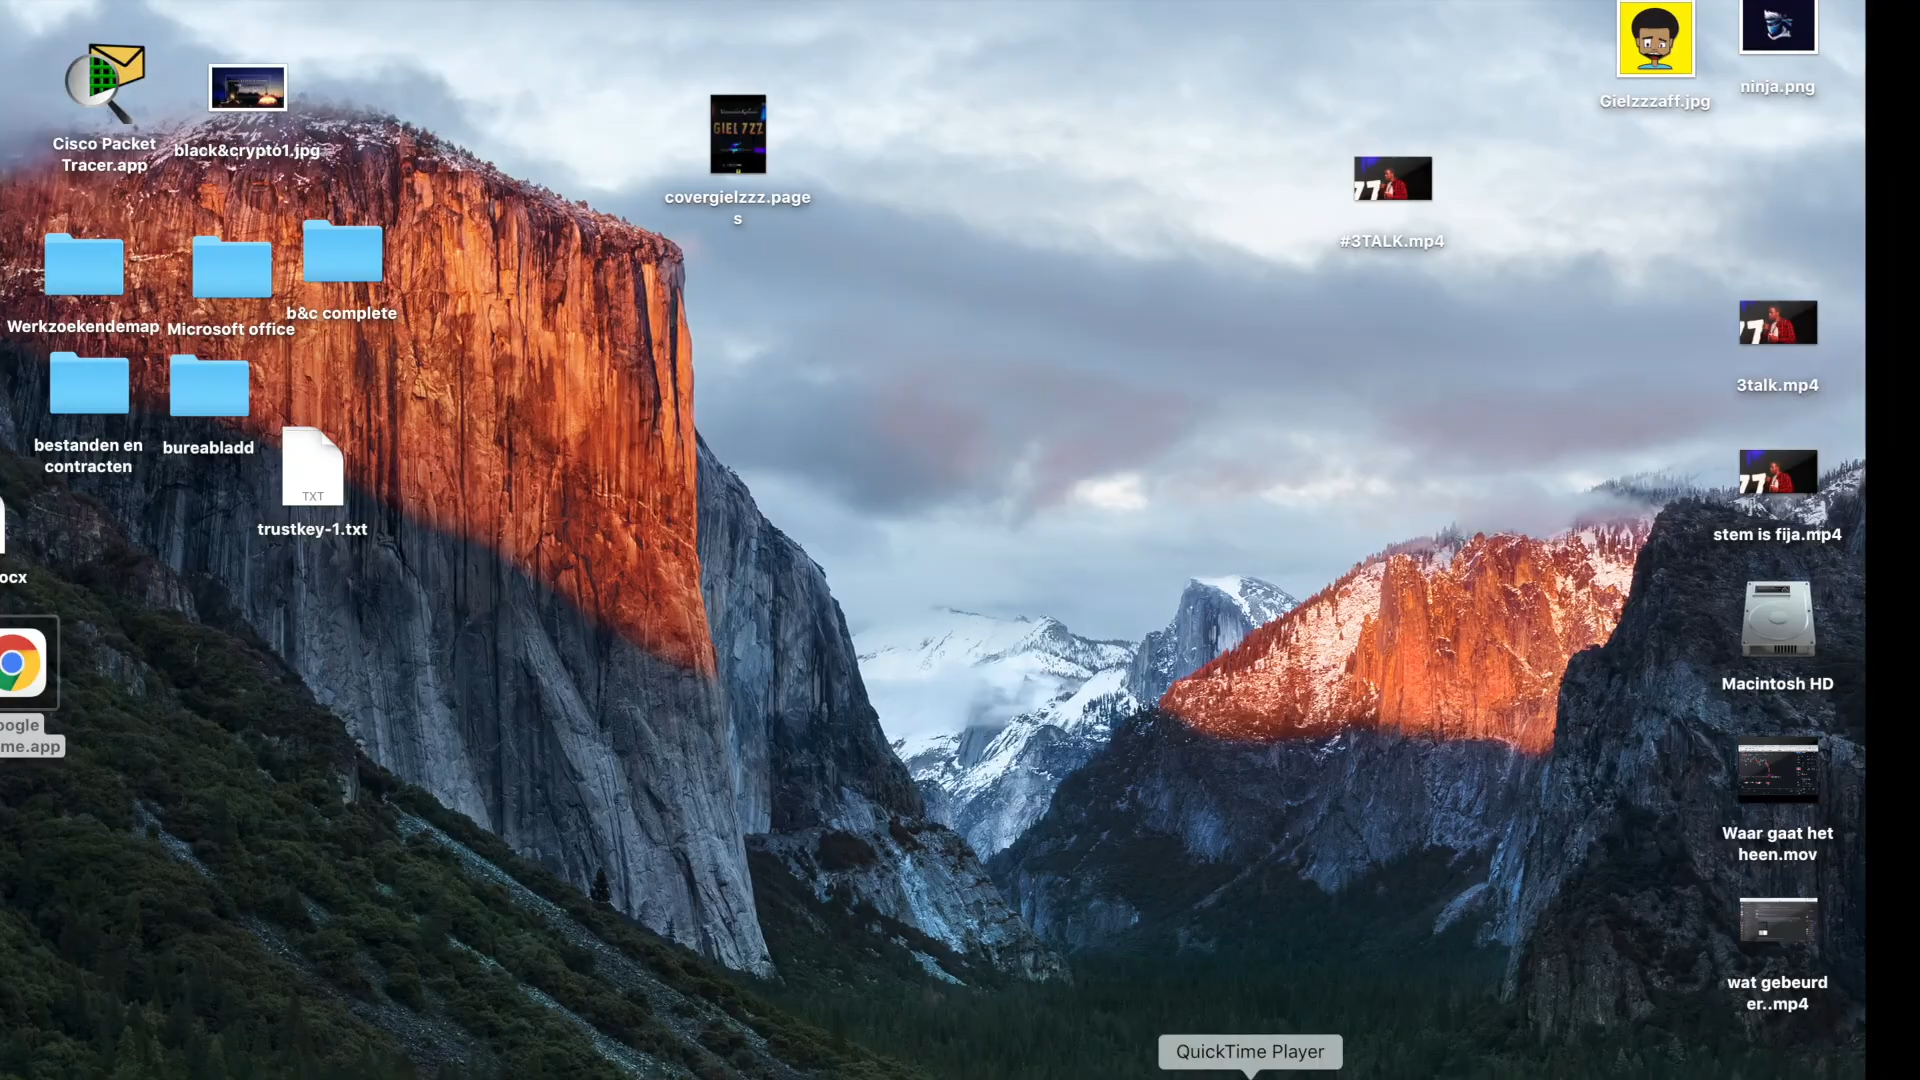 Cisco Packet
Tracer.app
black&crypto1.jpg
GIELZZZ
covergielzzz.page
s
#3TALK.mp4
Gielzzzaff.jpg
ninja.png
Werkzoekendemap
Microsoft office
b&c complete
3talk.mp4
bestanden en
contracten
bureabladd
TXT
trustkey-1.txt
stem is fija.mp4
ocx
Macintosh HD
oogle
me.app
Waar gaat het
heen.mov
wat gebeurd
er..mp4
QuickTime Player